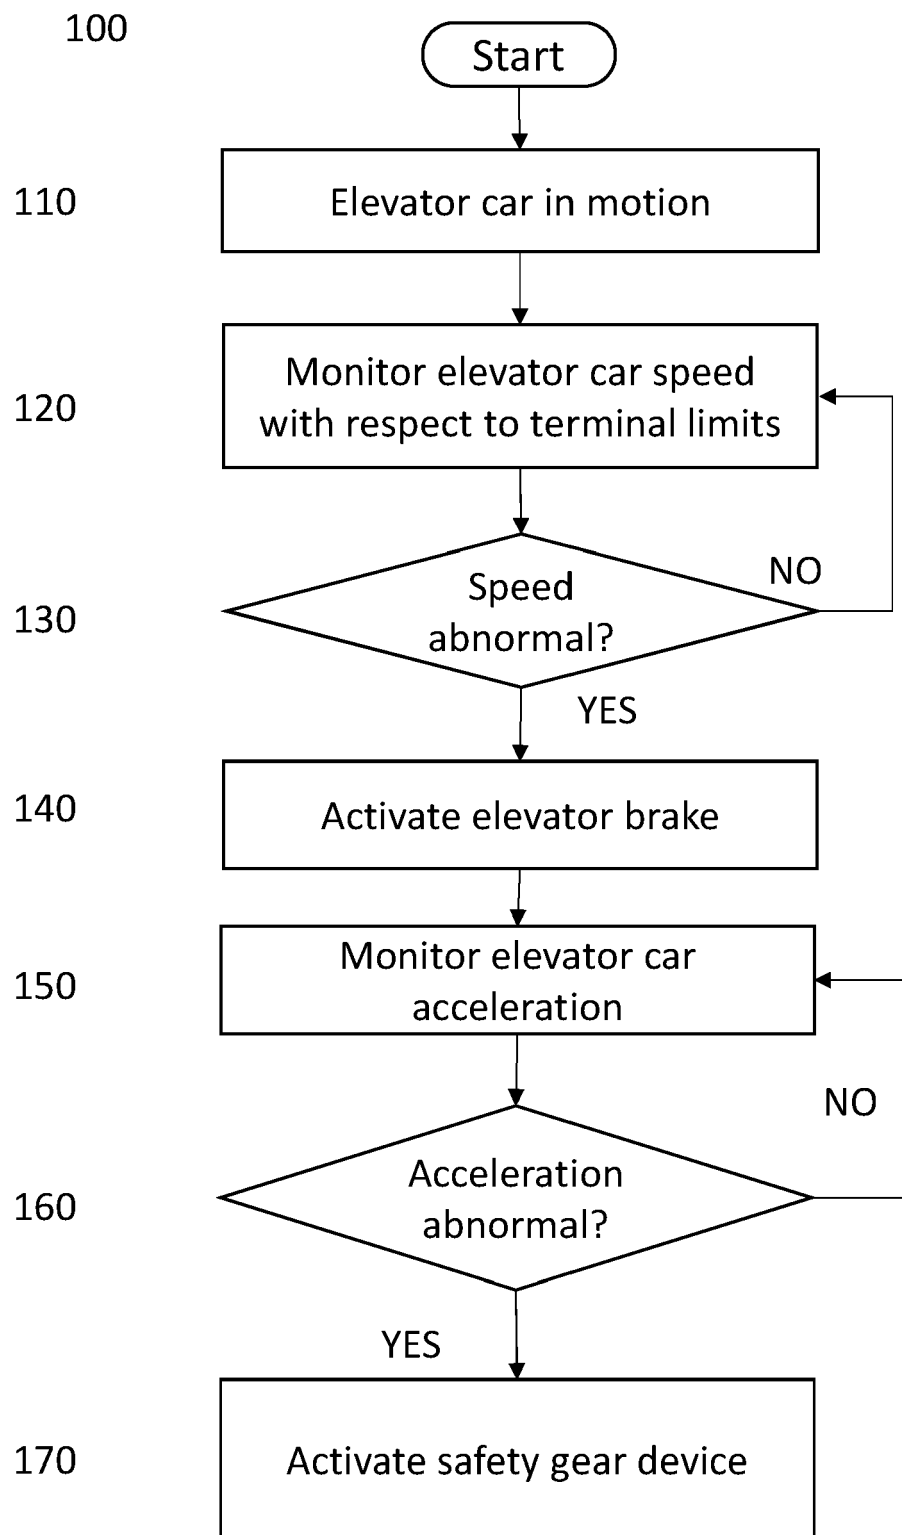 100
Start
110
Elevator car in motion
120
Monitor elevator car speed
with respect to terminal limits
130
Speed
abnormal?
NO
YES
140
Activate elevator brake
150
Monitor elevator car
acceleration
160
Acceleration
abnormal?
NO
YES
170
Activate safety gear device